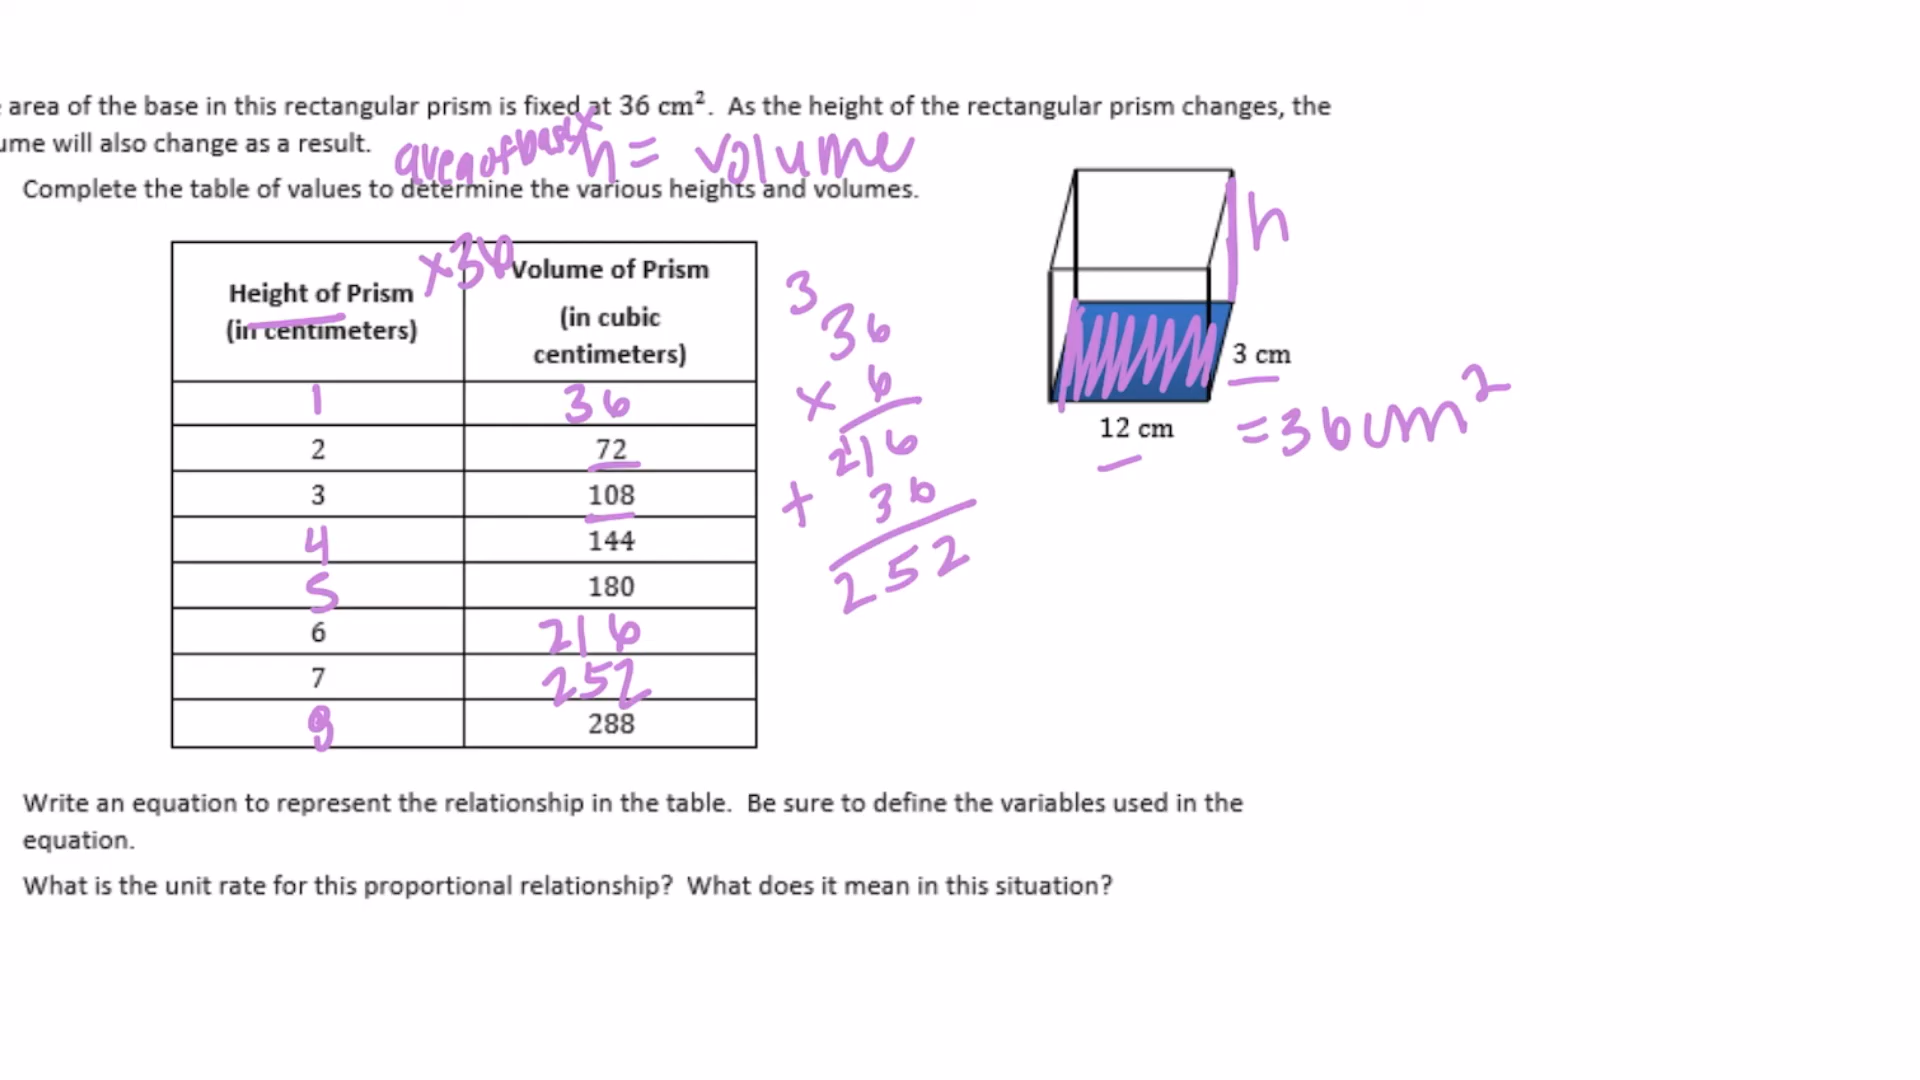 area of the base in this rectangular prism is fixed at 36 cm². As the height of the rectangular prism changes, the
ume will also change as a result.
area of base × h = volume
Complete the table of values to determine the various heights and volumes.
×36
Height of Prism
(in centimeters)
Volume of Prism
(in cubic
centimeters)
1 36
2 72
3 108
4 144
5 180
6 216
7 252
8 288
3
36
× 6
216
+ 36
252
h
3 cm
12 cm
= 36 cm²
Write an equation to represent the relationship in the table. Be sure to define the variables used in the
equation.
What is the unit rate for this proportional relationship? What does it mean in this situation?